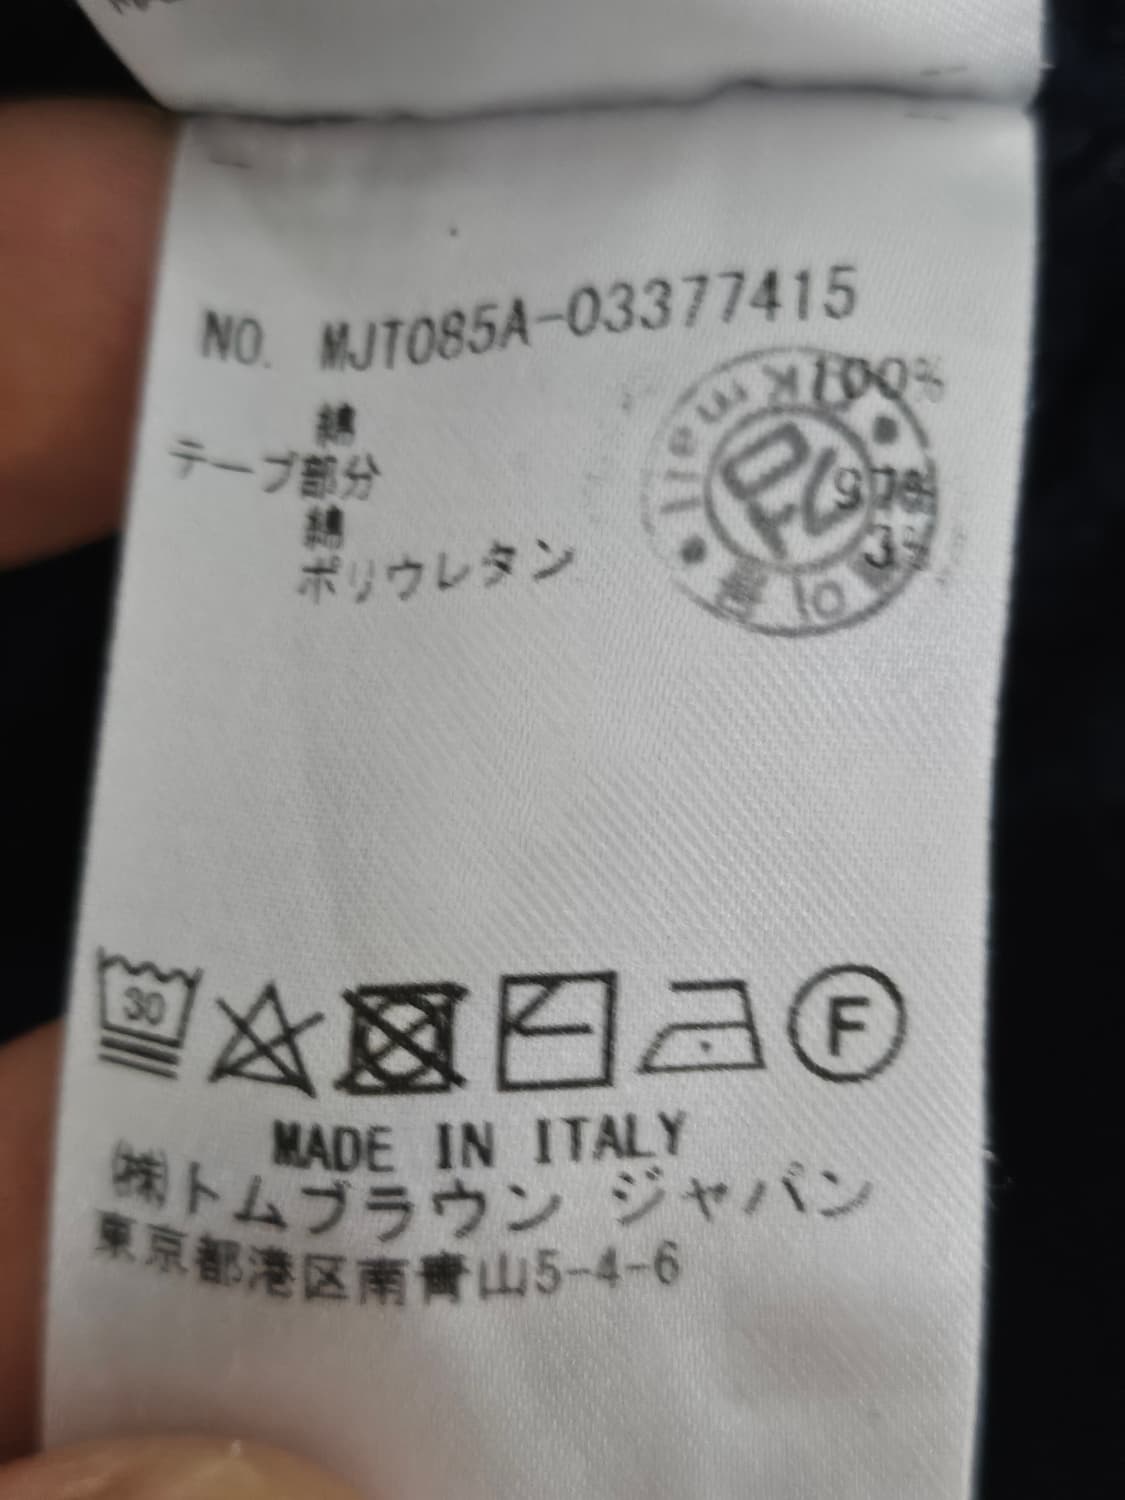 NO. MJT085A-03377415
綿 100%
テープ部分
綿 97%
ポリウレタン 3%
30
F
MADE IN ITALY
㈱トムブラウン ジャパン
東京都港区南青山5-4-6